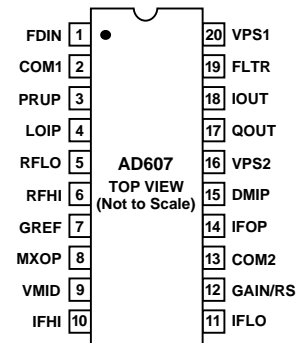 FDIN 1 20 VPS1
COM1 2 19 FLTR
PRUP 3 18 IOUT
LOIP 4 17 QOUT
RFLO 5 AD607 16 VPS2
TOP VIEW
RFHI 6 (Not to Scale) 15 DMIP
GREF 7 14 IFOP
MXOP 8 13 COM2
VMID 9 12 GAIN/RS
IFHI 10 11 IFLO